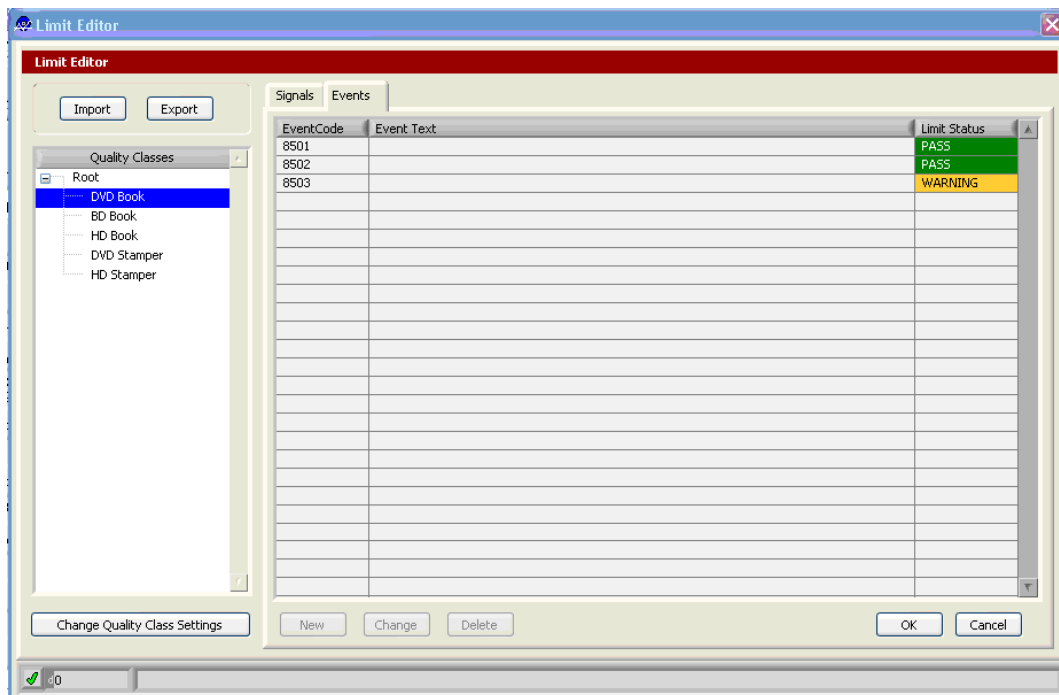 Limit Editor
Limit Editor
Import Export
Quality Classes
Root
DVD Book
BD Book
HD Book
DVD Stamper
HD Stamper
Change Quality Class Settings
Signals Events
EventCode Event Text Limit Status
8501 PASS
8502 PASS
8503 WARNING
New Change Delete OK Cancel
d0